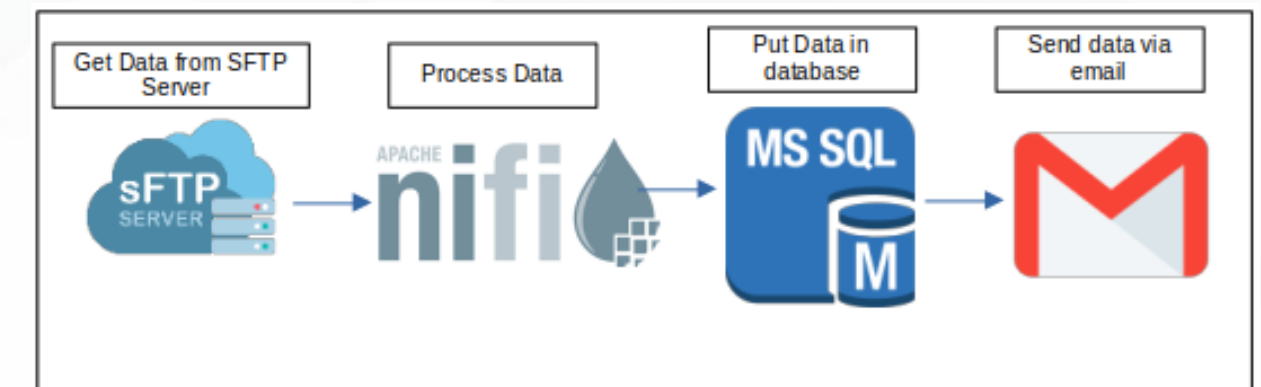 Get Data from SFTP
Server
Process Data
Put Data in
database
Send data via
email
sFTP
SERVER
APACHE
nifi
MS SQL
M